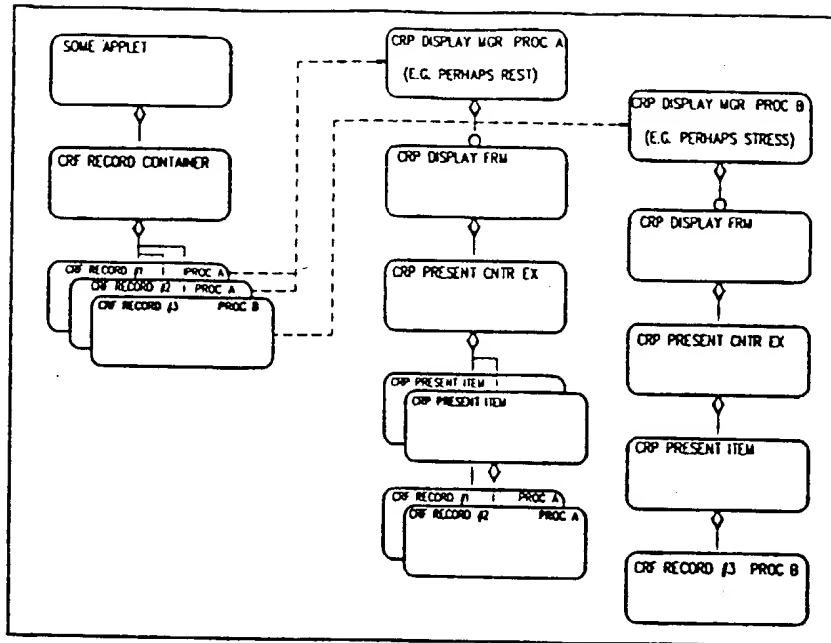 SOME APPLET
CRF RECORD CONTAINER
CRF RECORD #1 PROC A
CRF RECORD #2 PROC A
CRF RECORD #3 PROC B
CRP DISPLAY MGR PROC A
(E.G. PERHAPS REST)
CRP DISPLAY FRM
CRP PRESENT CNTR EX
CRP PRESENT ITEM
CRP PRESENT ITEM
CRF RECORD #1 PROC A
CRF RECORD #2 PROC A
CRP DISPLAY MGR PROC B
(E.G. PERHAPS STRESS)
CRP DISPLAY FRM
CRP PRESENT CNTR EX
CRP PRESENT ITEM
CRF RECORD #3 PROC B